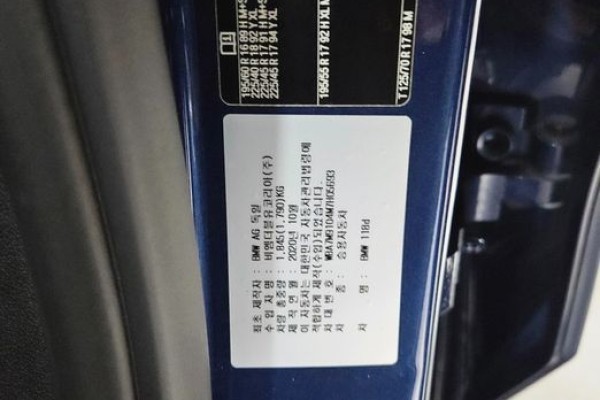 195/60 R 16 89 H M+S
225/40 R 18 92 Y XL
225/45 R 17 91 H M+S
225/45 R 17 94 Y XL
195/55 R 17 92 H XL M
T 125/70 R 17 98 M
최초 제작자 : BMW AG 독일
수 입 자 명 : 비엠더블유코리아(주)
차량 총중량 : 1,845(1,790)KG
제 작 연 월 : 2020년 10월
이 자동차는 대한민국 자동차관리법령에
적합하게 제작(수입)되었습니다.
차 대 번 호 : WBA7M9104M7H05693
차 종 : 승용자동차
차 명 : BMW 118d